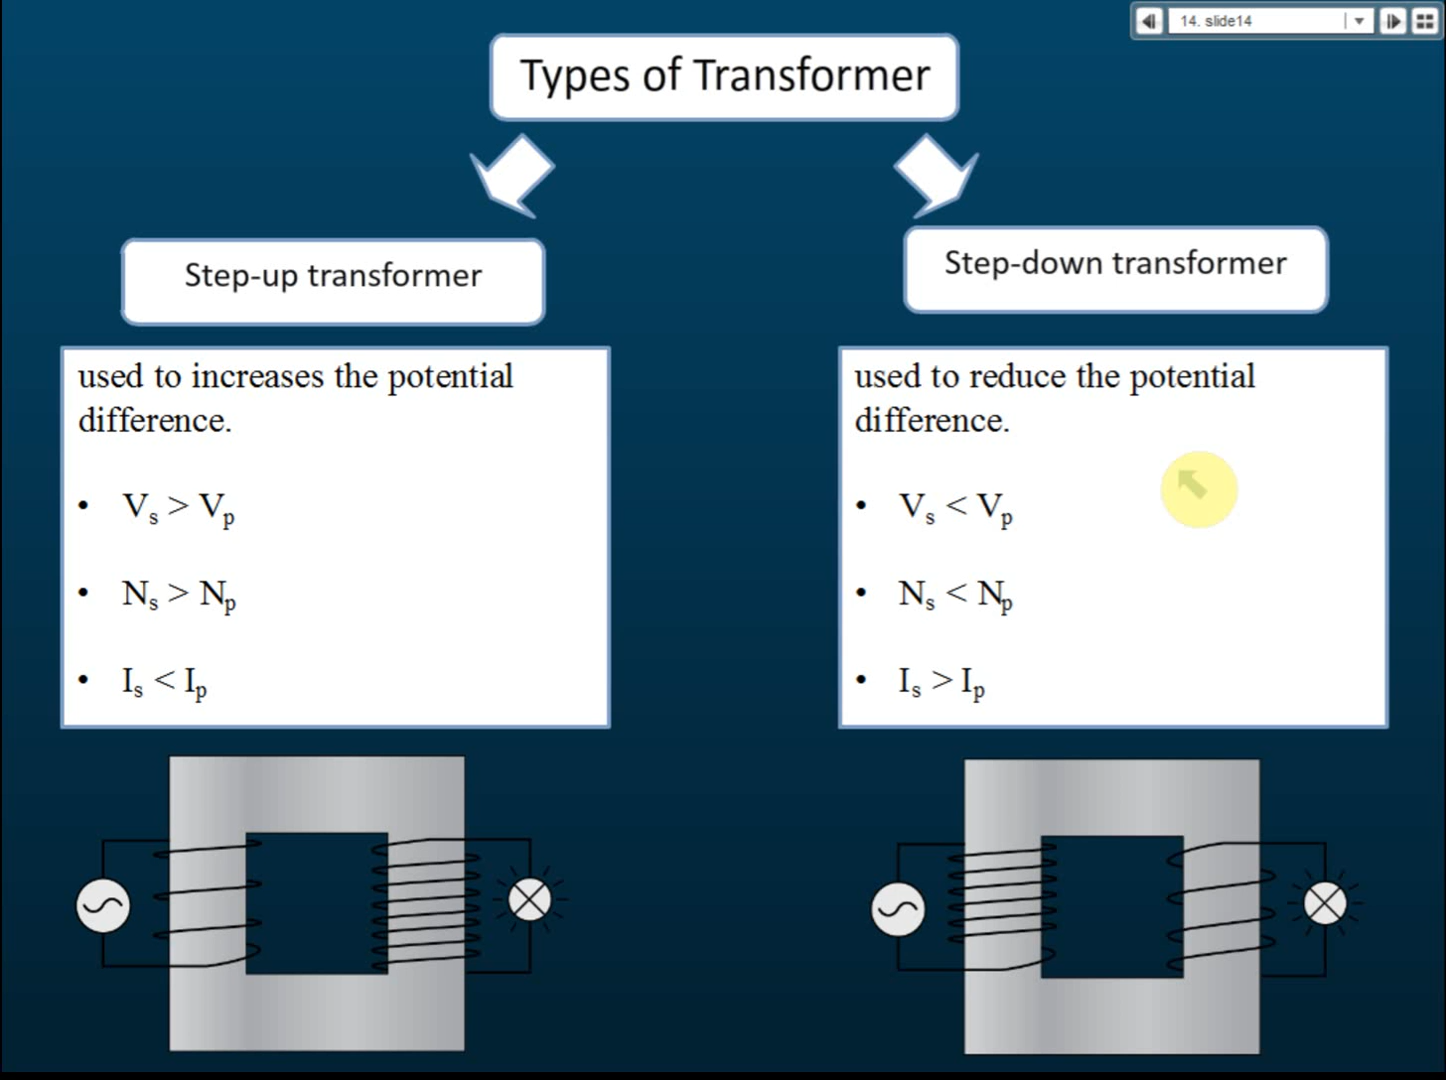 14. slide14
Types of Transformer
Step-up transformer
used to increases the potential
difference.
• Vs > Vp
• Ns > Np
• Is < Ip
Step-down transformer
used to reduce the potential
difference.
• Vs < Vp
• Ns < Np
• Is > Ip